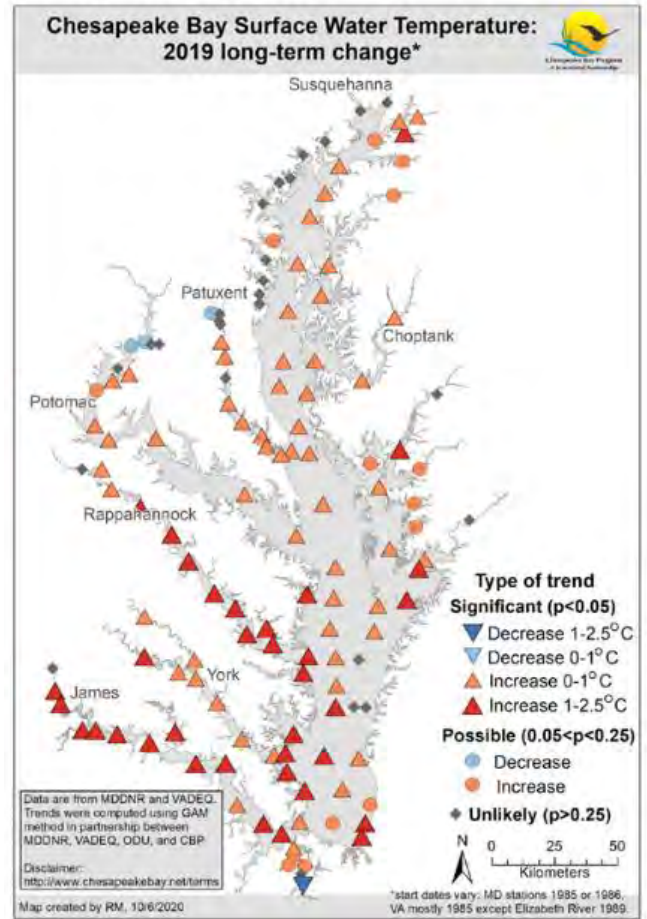 Chesapeake Bay Surface Water Temperature:
2019 long-term change*
Chesapeake Bay Program
Susquehanna
Patuxent
Choptank
Potomac
Rappahannock
York
James
Type of trend
Significant (p<0.05)
Decrease 1-2.5°C
Decrease 0-1°C
Increase 0-1°C
Increase 1-2.5°C
Possible (0.05<p<0.25)
Decrease
Increase
Unlikely (p>0.25)
N
0 25 50
Kilometers
Data are from MDDNR and VADEQ.
Trends were computed using GAM
method in partnership between
MDDNR, VADEQ, ODU, and CBP
Disclaimer:
http://www.chesapeakebay.net/terms
Map created by RM, 10/6/2020
*start dates vary: MD stations 1985 or 1986,
VA mostly 1985 except Elizabeth River 1989.